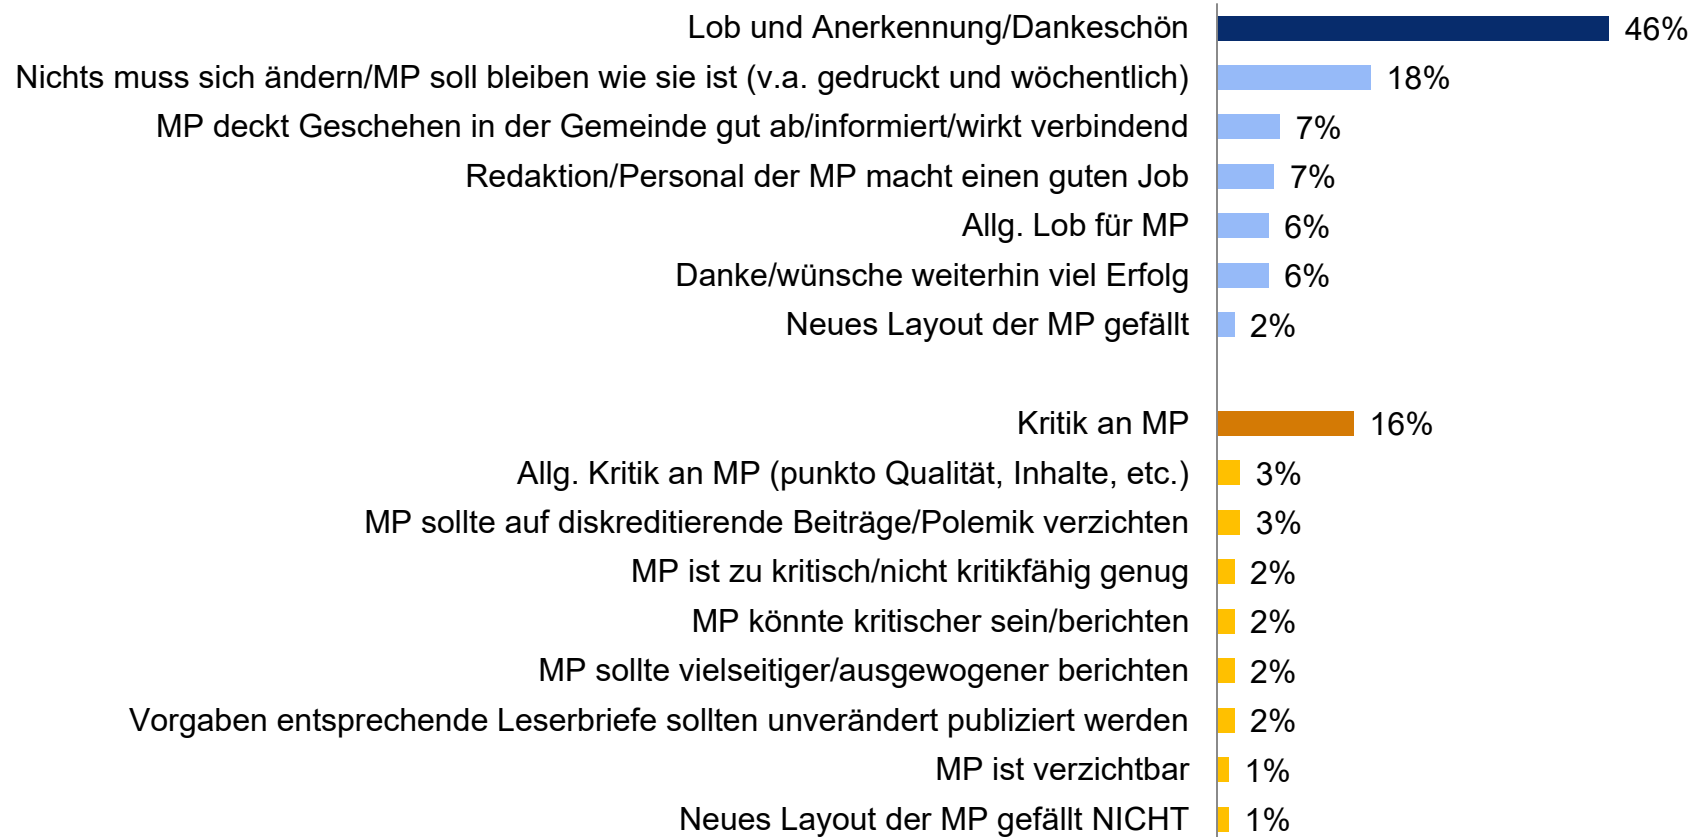 Lob und Anerkennung/Dankeschön 46%
Nichts muss sich ändern/MP soll bleiben wie sie ist (v.a. gedruckt und wöchentlich) 18%
MP deckt Geschehen in der Gemeinde gut ab/informiert/wirkt verbindend 7%
Redaktion/Personal der MP macht einen guten Job 7%
Allg. Lob für MP 6%
Danke/wünsche weiterhin viel Erfolg 6%
Neues Layout der MP gefällt 2%
Kritik an MP 16%
Allg. Kritik an MP (punkto Qualität, Inhalte, etc.) 3%
MP sollte auf diskreditierende Beiträge/Polemik verzichten 3%
MP ist zu kritisch/nicht kritikfähig genug 2%
MP könnte kritischer sein/berichten 2%
MP sollte vielseitiger/ausgewogener berichten 2%
Vorgaben entsprechende Leserbriefe sollten unverändert publiziert werden 2%
MP ist verzichtbar 1%
Neues Layout der MP gefällt NICHT 1%